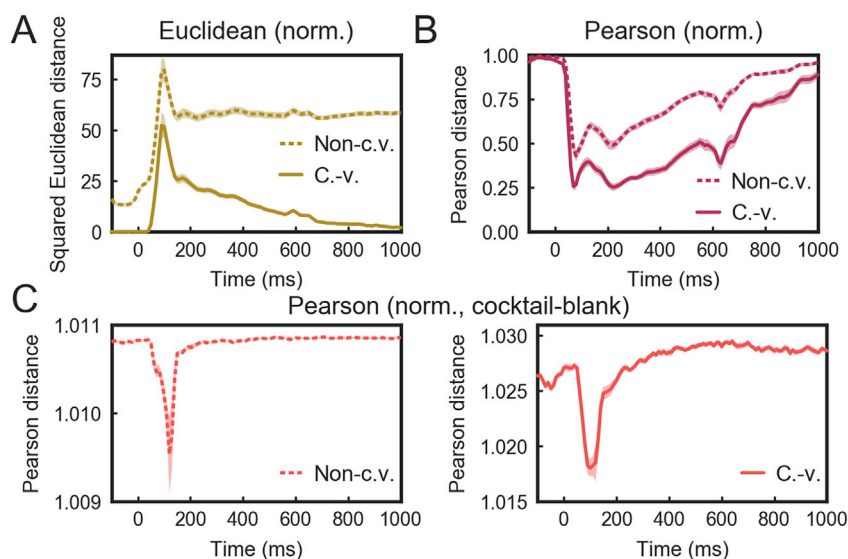 A
Euclidean (norm.)
Squared Euclidean distance
75
50
25
0
Non-c.v.
C.-v.
0 200 400 600 800 1000
Time (ms)
B
Pearson (norm.)
Pearson distance
1.00
0.75
0.50
0.25
0.00
Non-c.v.
C.-v.
0 200 400 600 800 1000
Time (ms)
C
Pearson (norm., cocktail-blank)
Pearson distance
1.011
1.010
1.009
Non-c.v.
0 200 400 600 800 1000
Time (ms)
Pearson distance
1.030
1.025
1.020
1.015
C.-v.
0 200 400 600 800 1000
Time (ms)